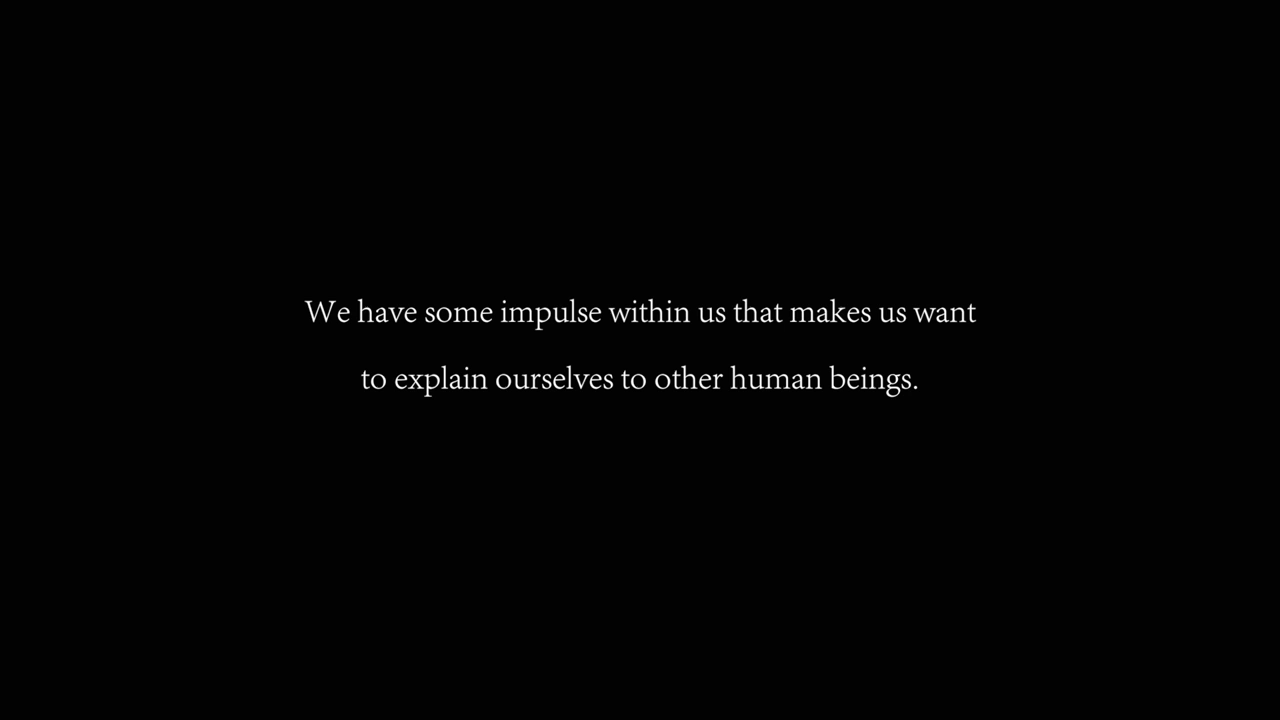 We have some impulse within us that makes us want
to explain ourselves to other human beings.